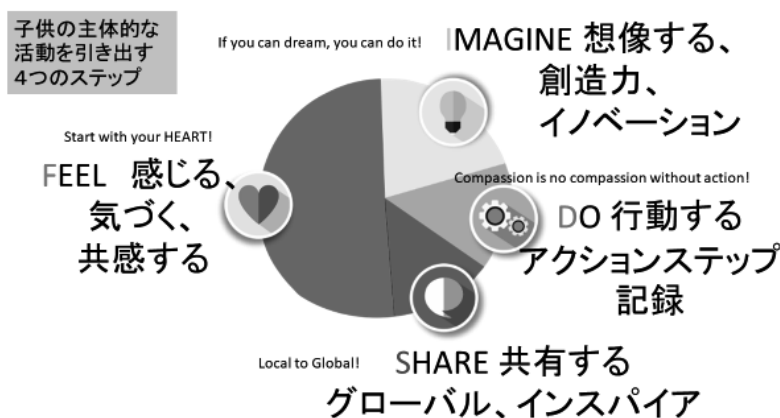 子供の主体的な
活動を引き出す
4つのステップ
If you can dream, you can do it!
IMAGINE 想像する、
創造力、
イノベーション
Start with your HEART!
FEEL 感じる、
気づく、
共感する
Compassion is no compassion without action!
DO 行動する
アクションステップ
記録
Local to Global!
SHARE 共有する
グローバル、インスパイア